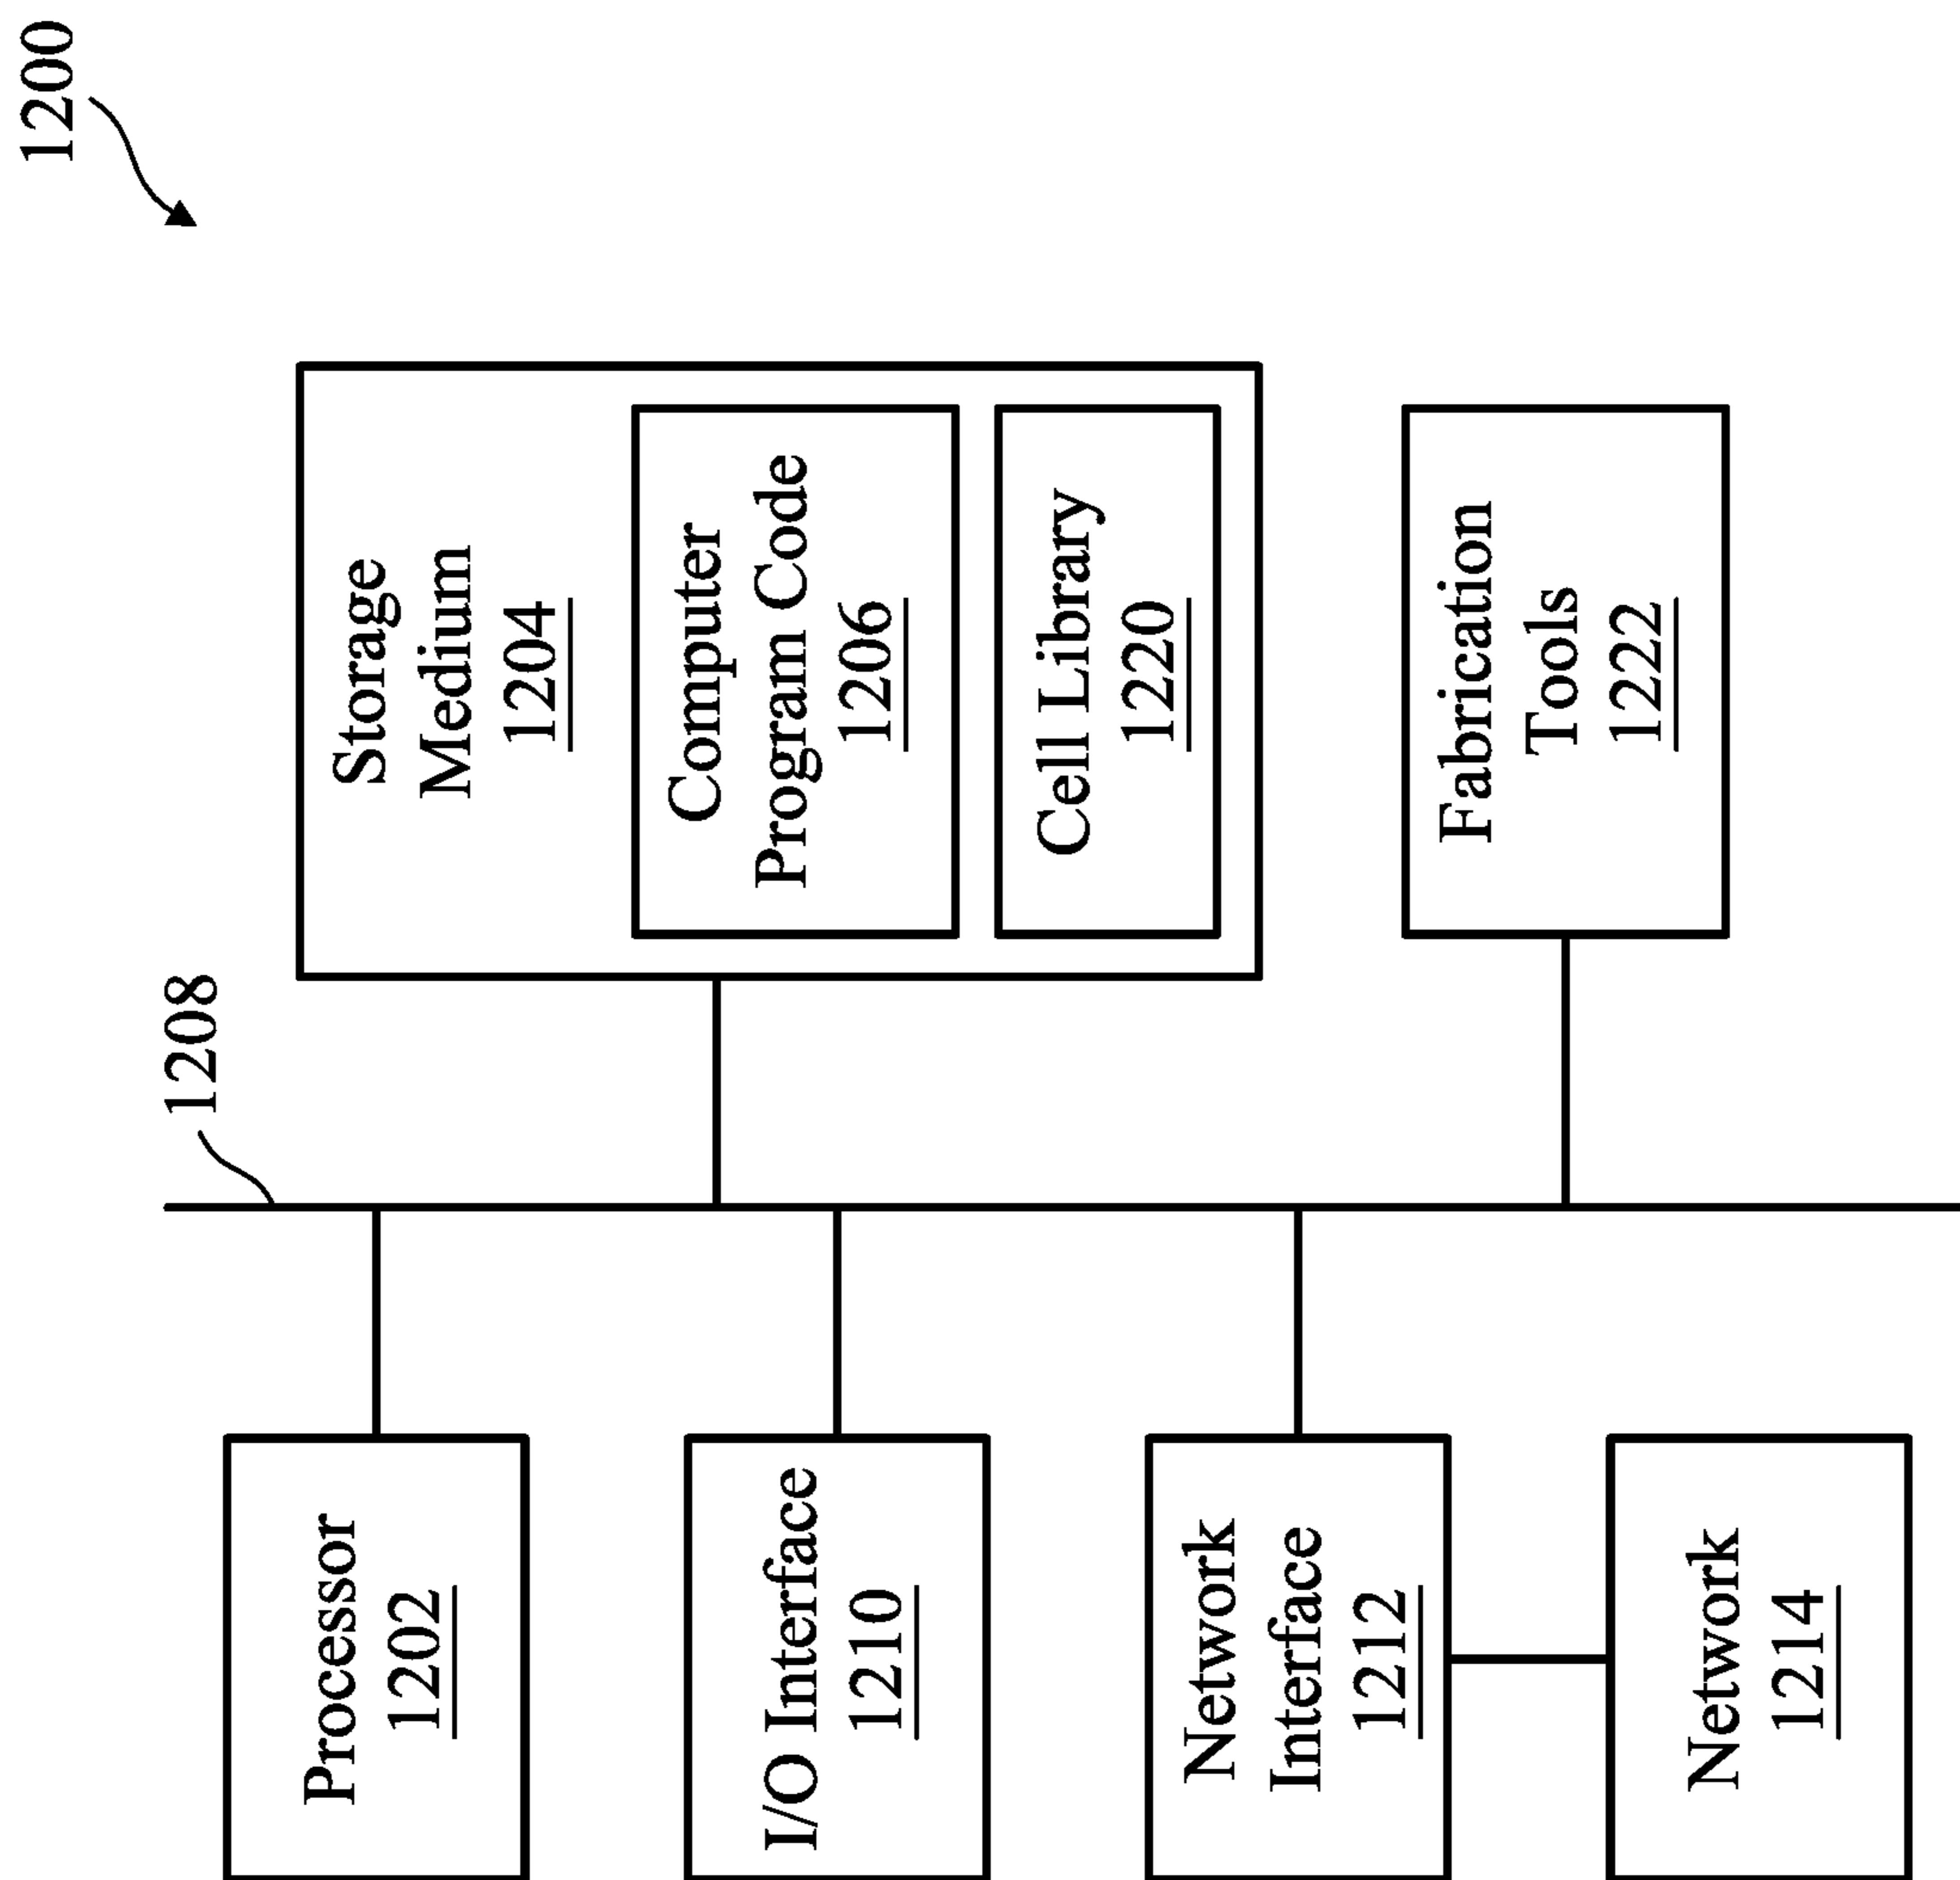 1200
1208
Processor
1202
I/O Interface
1210
Network
Interface
1212
Network
1214
Storage
Medium
1204
Computer
Program Code
1206
Cell Library
1220
Fabrication
Tools
1222